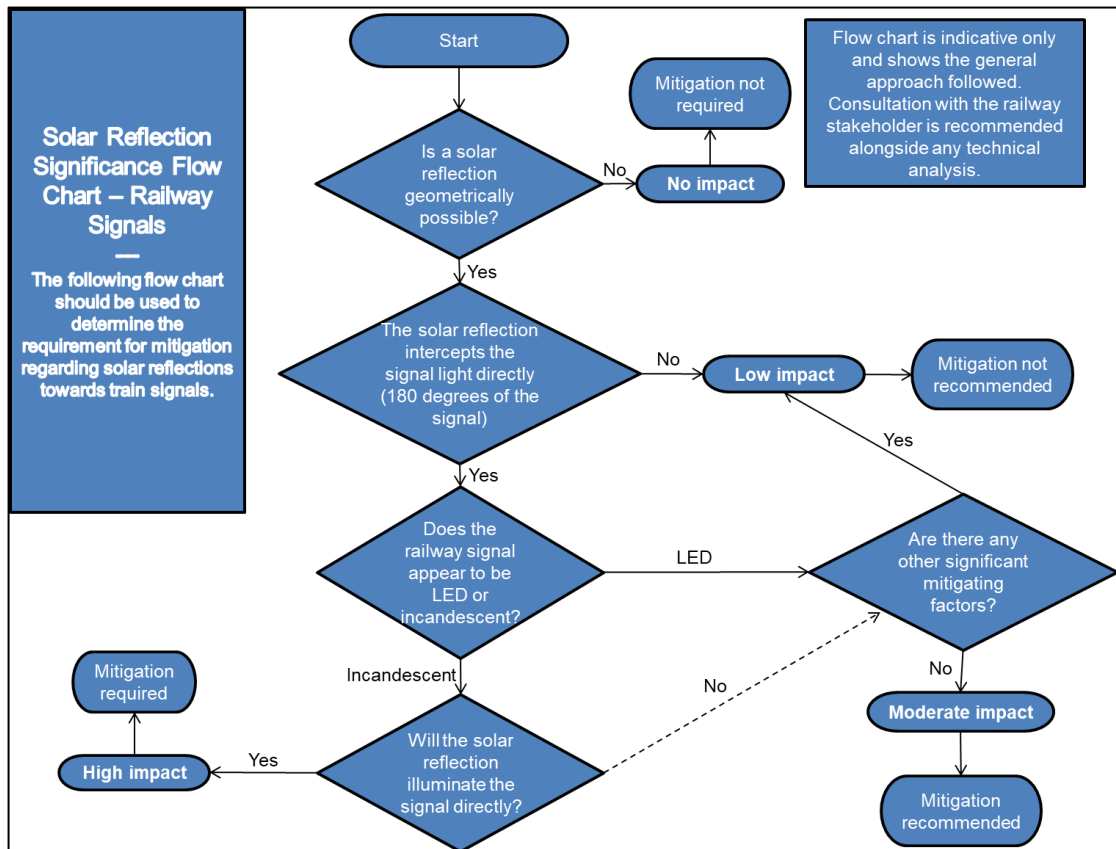 Solar Reflection
Significance Flow
Chart – Railway
Signals
—
The following flow chart
should be used to
determine the
requirement for mitigation
regarding solar reflections
towards train signals.
Start
Flow chart is indicative only
and shows the general
approach followed.
Consultation with the railway
stakeholder is recommended
alongside any technical
analysis.
Mitigation not
required
Is a solar
reflection
geometrically
possible?
No
No impact
Yes
The solar reflection
intercepts the
signal light directly
(180 degrees of the
signal)
No
Low impact
Mitigation not
recommended
Yes
Yes
Does the
railway signal
appear to be
LED or
incandescent?
LED
Are there any
other significant
mitigating
factors?
Incandescent
No
No
Mitigation
required
Moderate impact
Will the solar
reflection
illuminate the
signal directly?
Yes
High impact
Mitigation
recommended